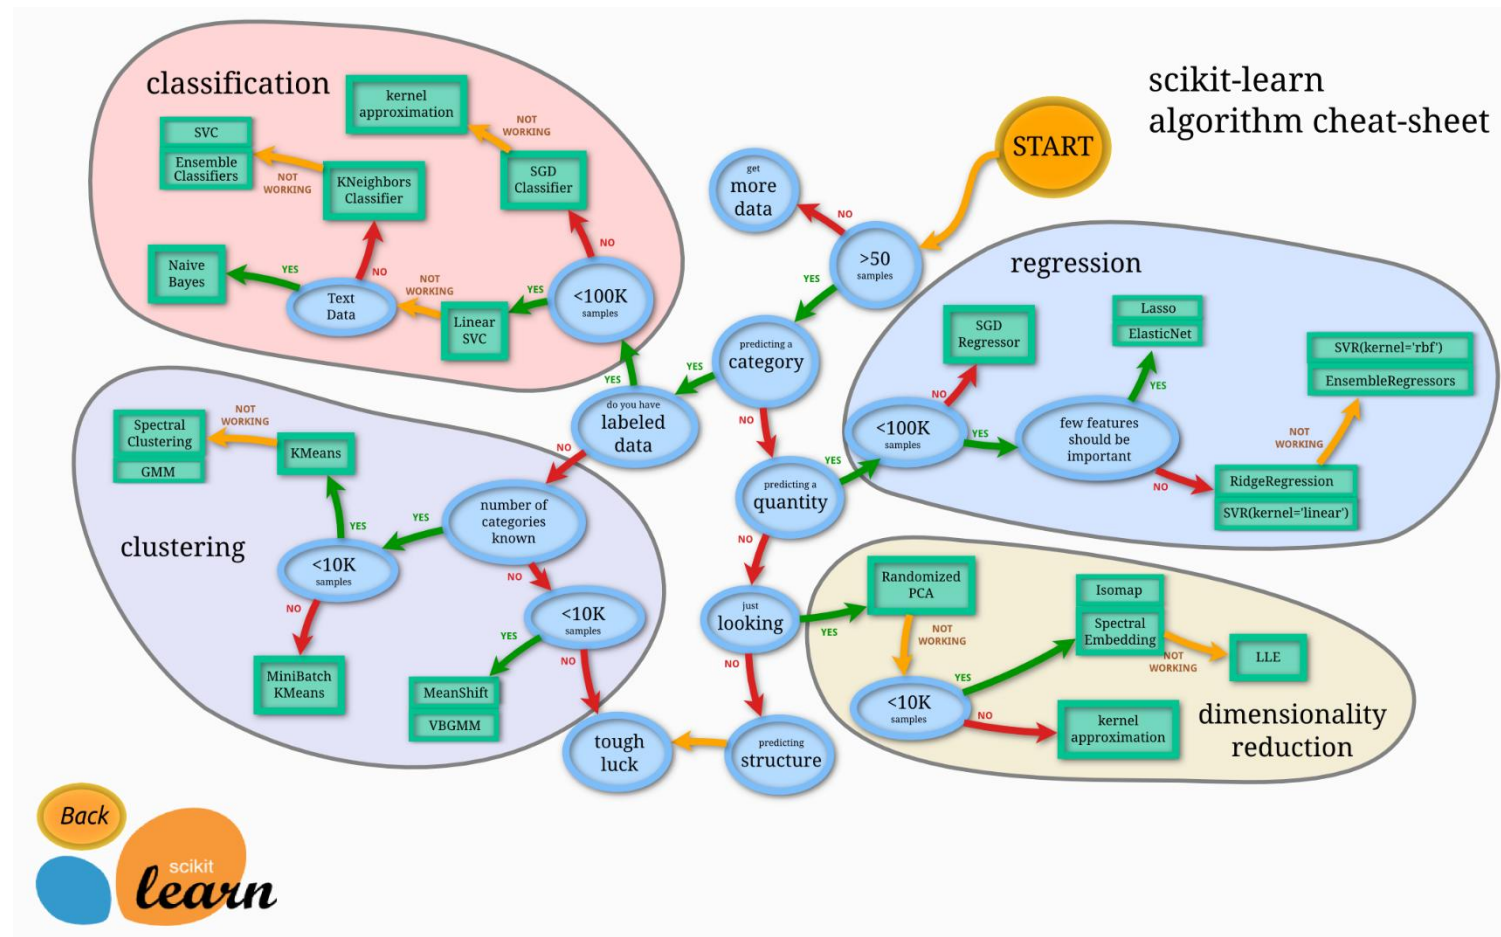 scikit-learn
algorithm cheat-sheet
START
classification
kernel
approximation
NOT
WORKING
SVC
Ensemble
Classifiers
NOT
WORKING
KNeighbors
Classifier
SGD
Classifier
NO
Naive
Bayes
YES
Text
Data
NO
NOT
WORKING
Linear
SVC
YES
<100K
samples
YES
get
more
data
NO
>50
samples
YES
predicting a
category
YES
NO
do you have
labeled
data
NO
predicting a
quantity
YES
NO
just
looking
YES
NO
predicting
structure
tough
luck
regression
SGD
Regressor
NO
<100K
samples
YES
Lasso
ElasticNet
YES
few features
should be
important
NO
SVR(kernel='rbf')
EnsembleRegressors
NOT
WORKING
RidgeRegression
SVR(kernel='linear')
clustering
Spectral
Clustering
GMM
NOT
WORKING
KMeans
YES
<10K
samples
YES
number of
categories
known
NO
NO
MiniBatch
KMeans
<10K
samples
YES
NO
MeanShift
VBGMM
Randomized
PCA
NOT
WORKING
<10K
samples
YES
NO
Isomap
Spectral
Embedding
NOT
WORKING
LLE
kernel
approximation
dimensionality
reduction
Back
scikit
learn